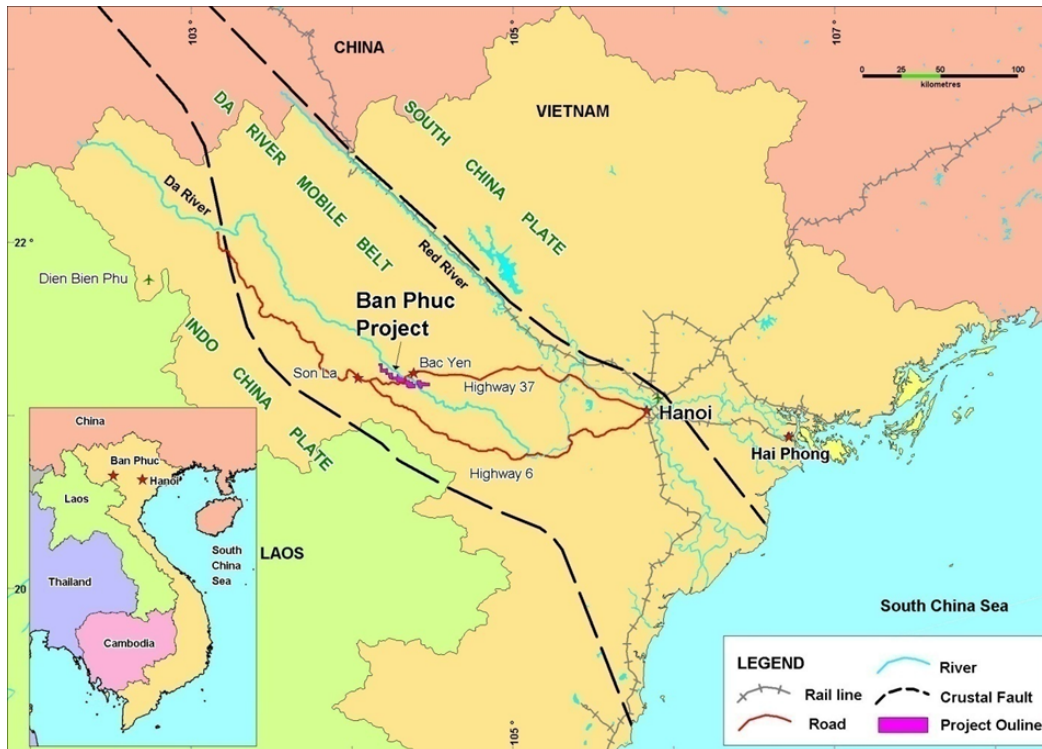 103 °
105 °
107 °
CHINA
0 25 50 100
kilometres
VIETNAM
DA RIVER MOBILE BELT
SOUTH CHINA PLATE
Da River
Red River
22 °
Dien Bien Phu
Ban Phuc
Project
Bac Yen
INDO CHINA PLATE
Son La
Highway 37
Hanoi
Hai Phong
Highway 6
LAOS
20
South China Sea
105 °
China
Ban Phuc
Hanoi
Laos
South
China
Sea
Thailand
Cambodia
LEGEND
Rail line
Road
River
Crustal Fault
Project Ouline